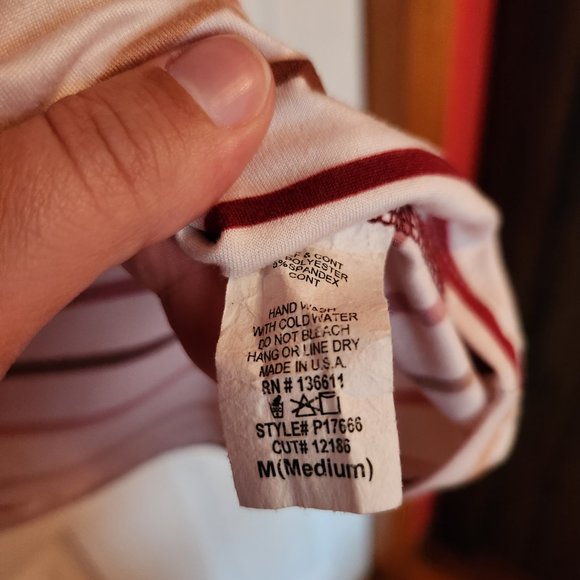 & CONT
POLYESTER
% SPANDEX
CONT
HAND WASH
WITH COLD WATER
DO NOT BLEACH
HANG OR LINE DRY
MADE IN U.S.A.
RN # 136611
STYLE# P17666
CUT# 12186
M(Medium)